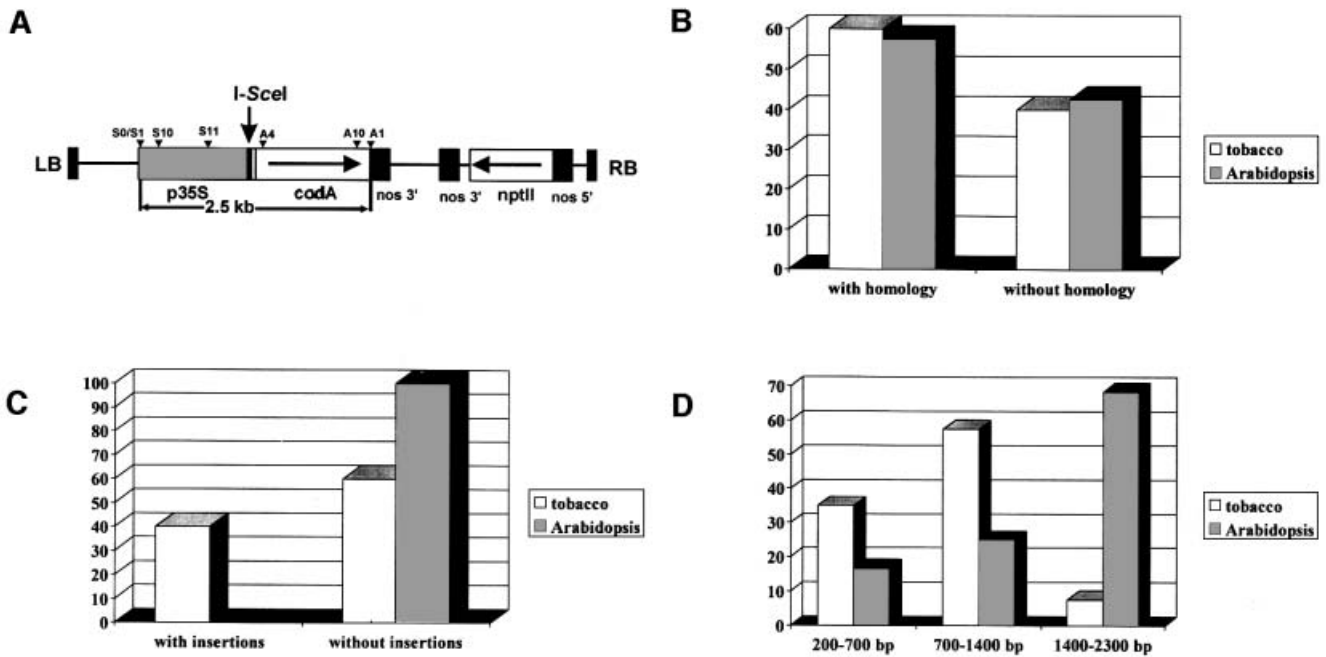 A
I-SceI
S0/S1 S10 S11 A4 A10 A1
LB RB
p35S codA nos 3' nos 3' nptII nos 5'
2.5 kb
B
60
50
40
30
20
10
0
with homology without homology
tobacco
Arabidopsis
C
100
90
80
70
60
50
40
30
20
10
0
with insertions without insertions
tobacco
Arabidopsis
D
70
60
50
40
30
20
10
0
200-700 bp 700-1400 bp 1400-2300 bp
tobacco
Arabidopsis